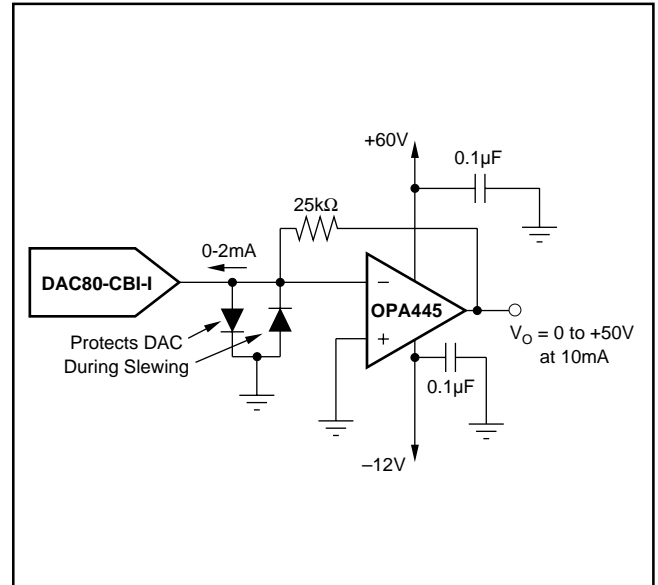 +60V
0.1µF
25kΩ
0-2mA
DAC80-CBI-I
–
OPA445
+
Protects DAC
During Slewing
V_O = 0 to +50V
at 10mA
0.1µF
–12V